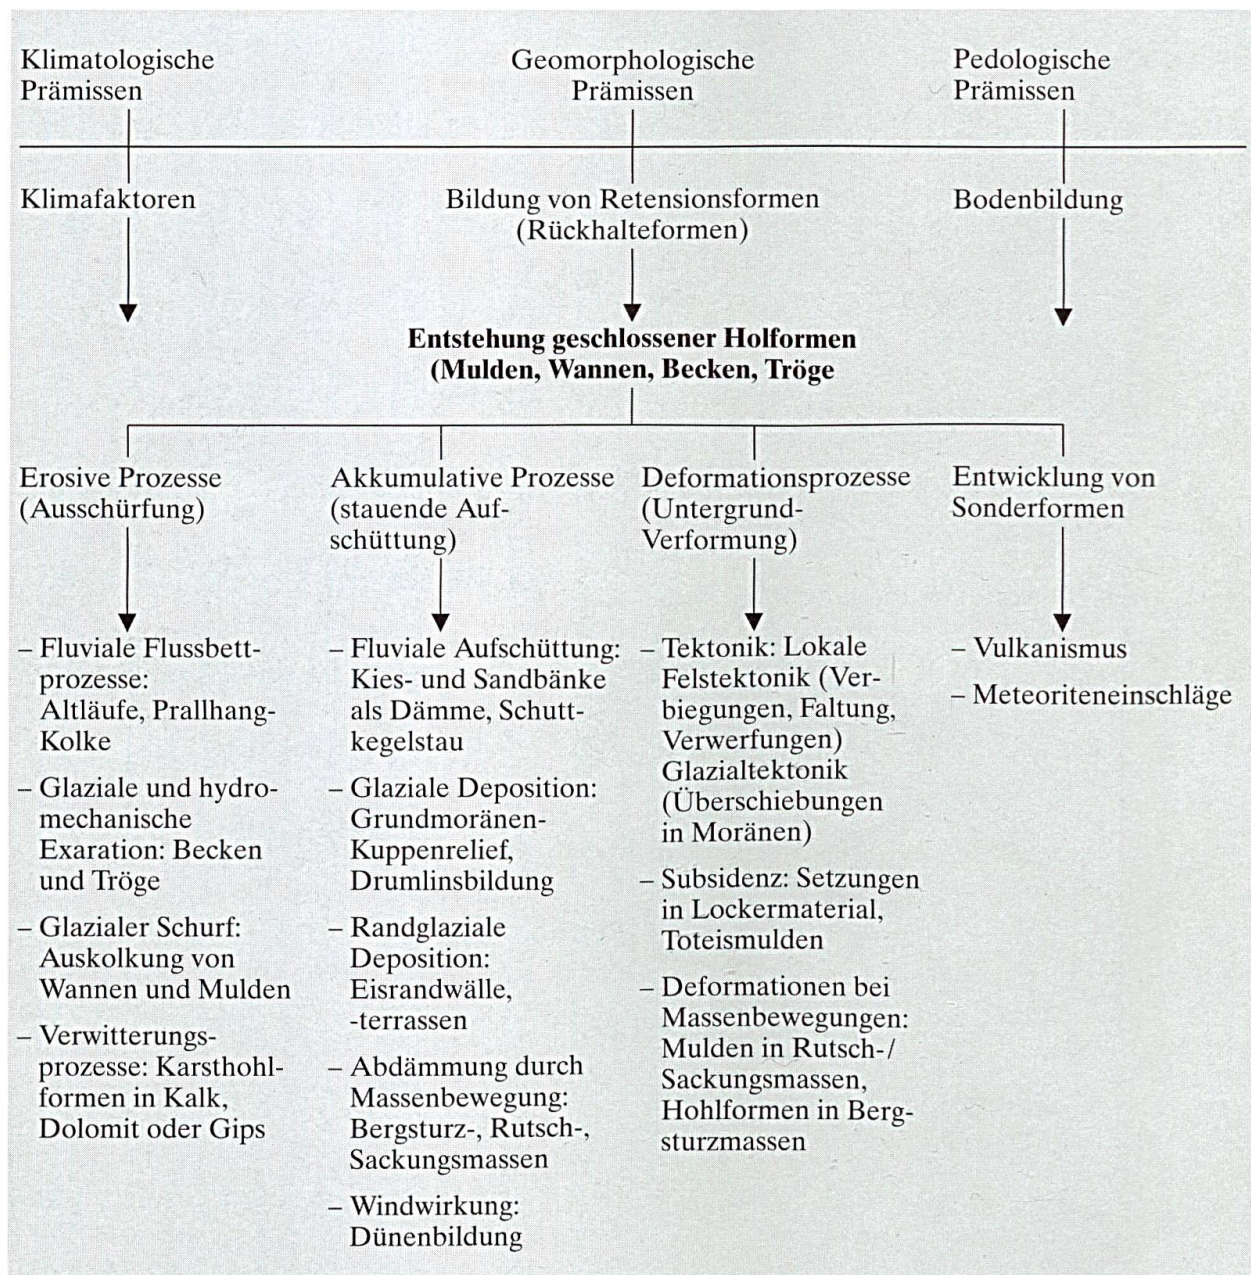 Klimatologische
Prämissen
Geomorphologische
Prämissen
Pedologische
Prämissen
Klimafaktoren
Bildung von Retensionsformen
(Rückhalteformen)
Bodenbildung
Entstehung geschlossener Holformen
(Mulden, Wannen, Becken, Tröge
Erosive Prozesse
(Ausschürfung)
Akkumulative Prozesse
(stauende Auf-
schüttung)
Deformationsprozesse
(Untergrund-
Verformung)
Entwicklung von
Sonderformen
– Fluviale Flussbett-
prozesse:
Altläufe, Prallhang-
Kolke
– Glaziale und hydro-
mechanische
Exaration: Becken
und Tröge
– Glazialer Schurf:
Auskolkung von
Wannen und Mulden
– Verwitterungs-
prozesse: Karsthohl-
formen in Kalk,
Dolomit oder Gips
– Fluviale Aufschüttung:
Kies- und Sandbänke
als Dämme, Schutt-
kegelstau
– Glaziale Deposition:
Grundmoränen-
Kuppenrelief,
Drumlinsbildung
– Randglaziale
Deposition:
Eisrandwälle,
-terrassen
– Abdämmung durch
Massenbewegung:
Bergsturz-, Rutsch-,
Sackungsmassen
– Windwirkung:
Dünenbildung
– Tektonik: Lokale
Felstektonik (Ver-
biegungen, Faltung,
Verwerfungen)
Glazialtektonik
(Überschiebungen
in Moränen)
– Subsidenz: Setzungen
in Lockermaterial,
Toteismulden
– Deformationen bei
Massenbewegungen:
Mulden in Rutsch-/
Sackungsmassen,
Hohlformen in Berg-
sturzmassen
– Vulkanismus
– Meteoriteneinschläge